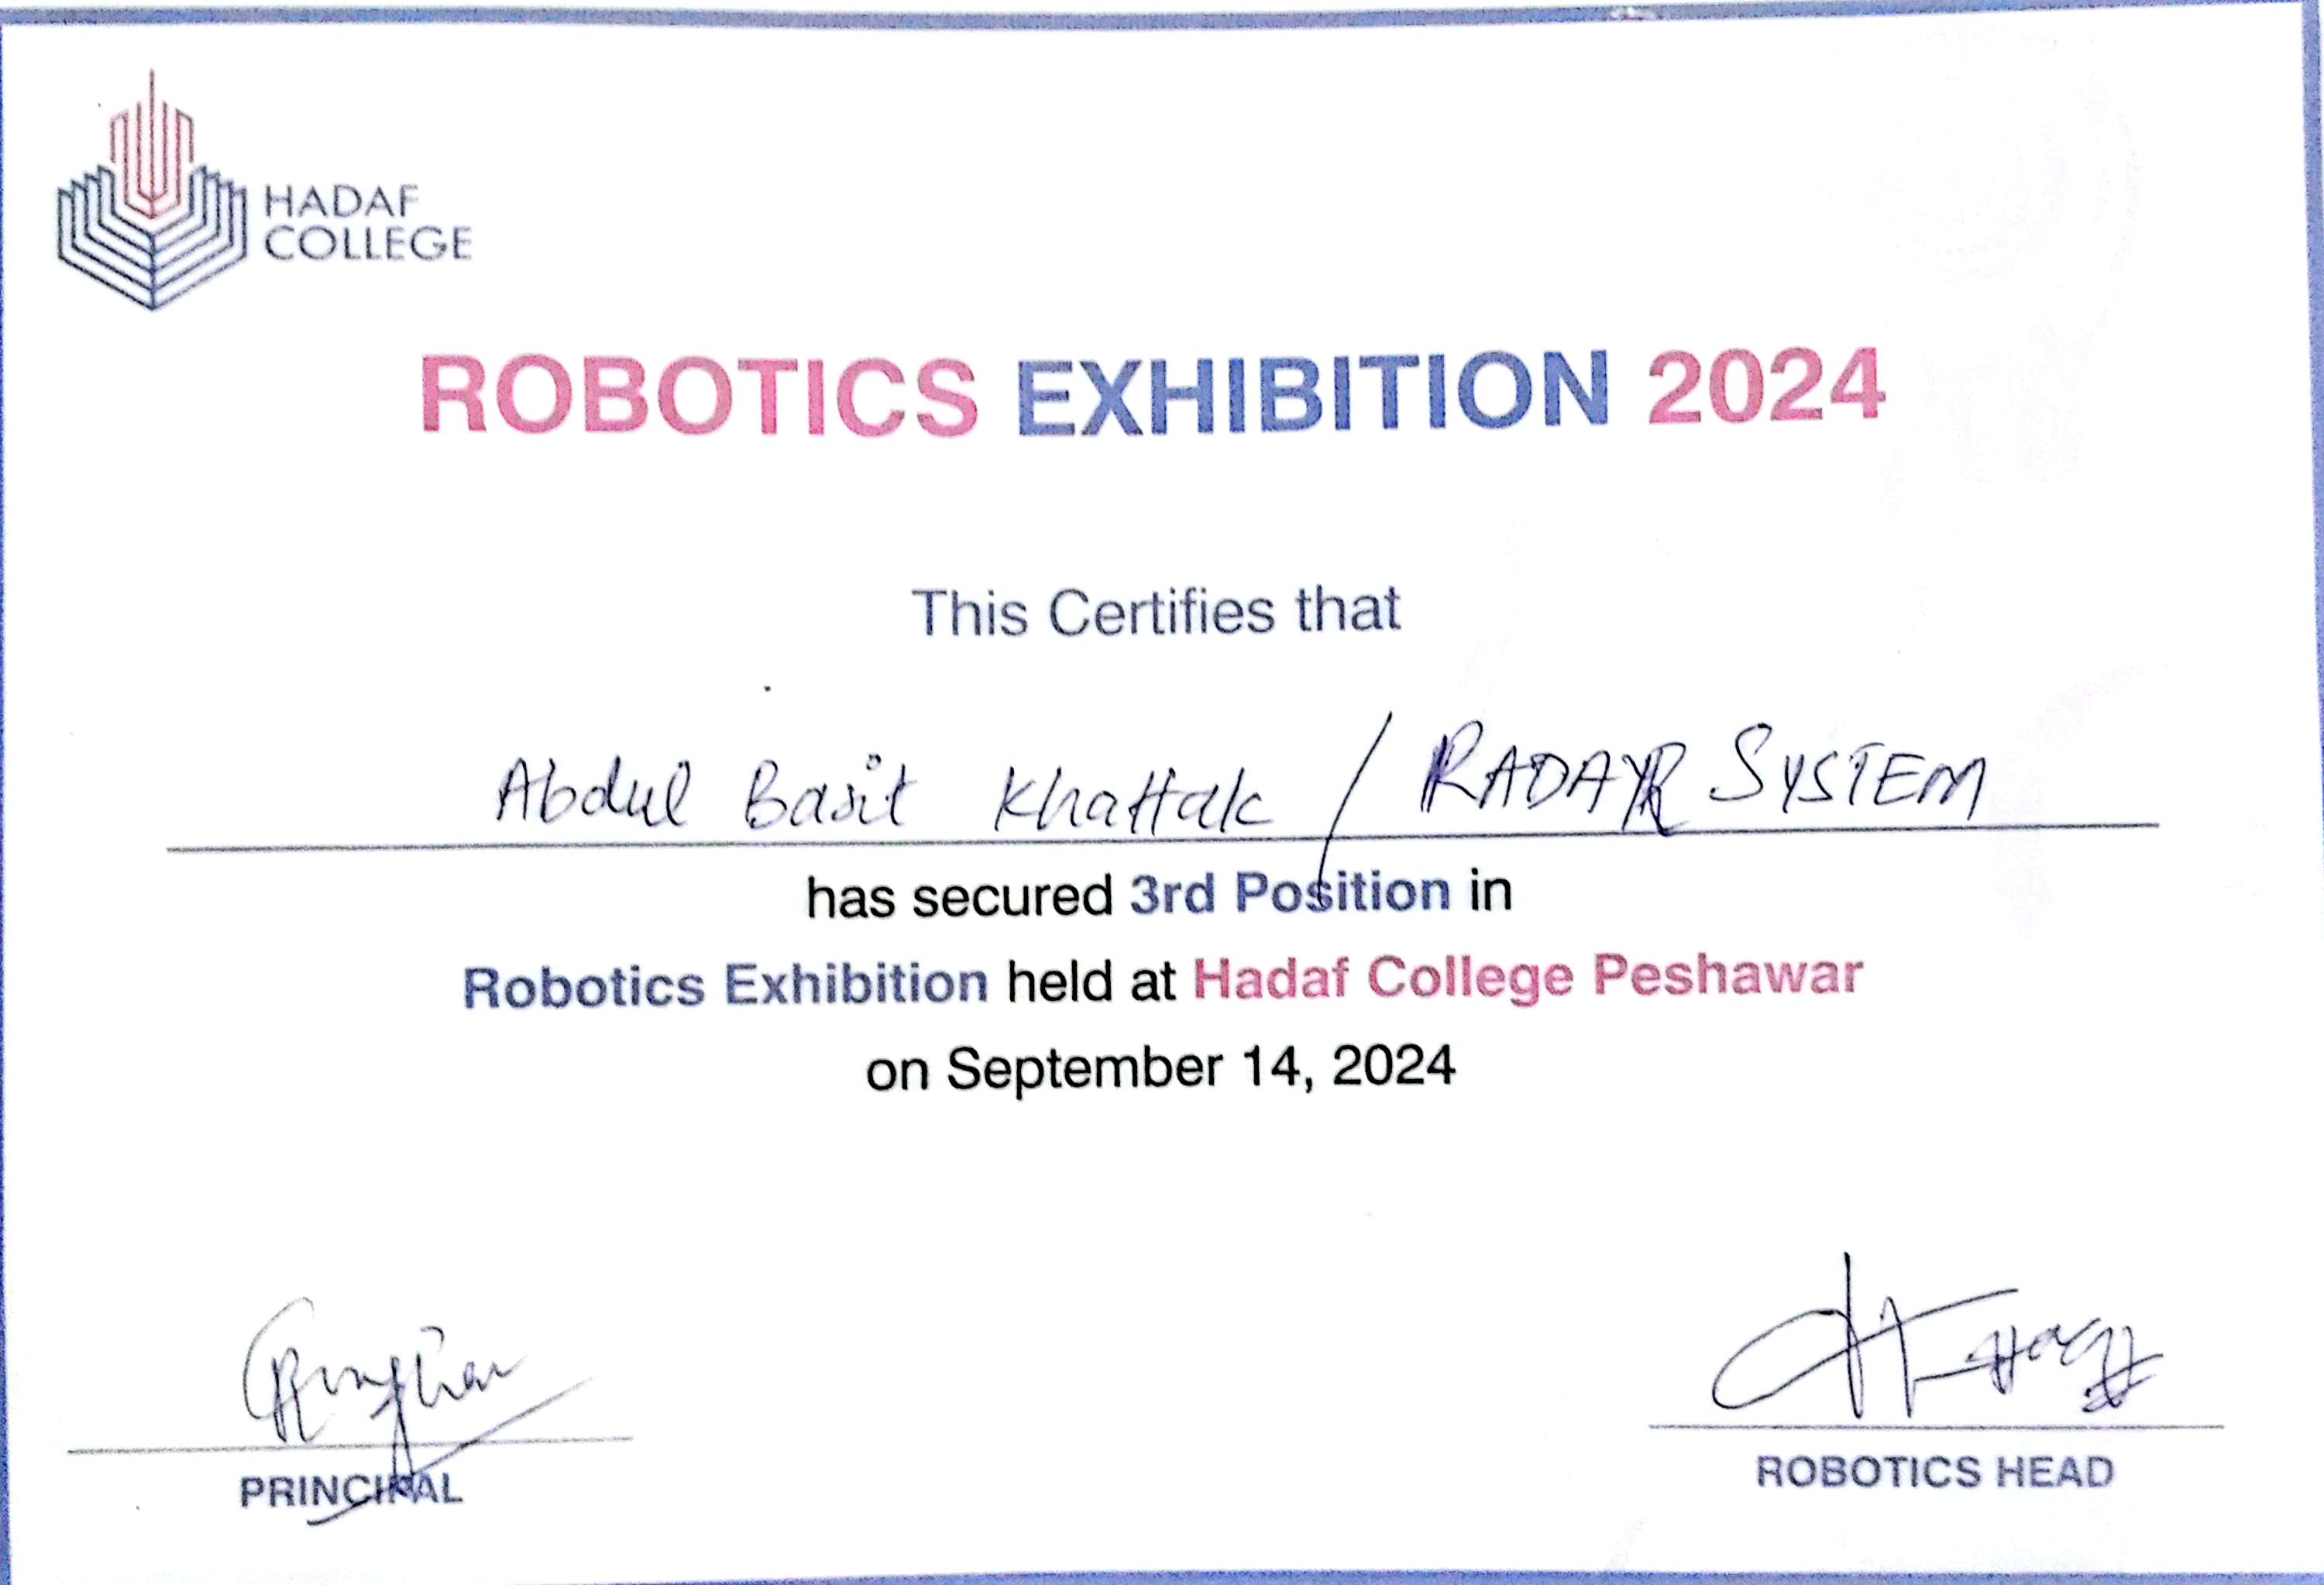 HADAF
COLLEGE
ROBOTICS EXHIBITION 2024
This Certifies that
Abdul Basit Khattak / RADAR SYSTEM
has secured 3rd Position in
Robotics Exhibition held at Hadaf College Peshawar
on September 14, 2024
PRINCIPAL
ROBOTICS HEAD